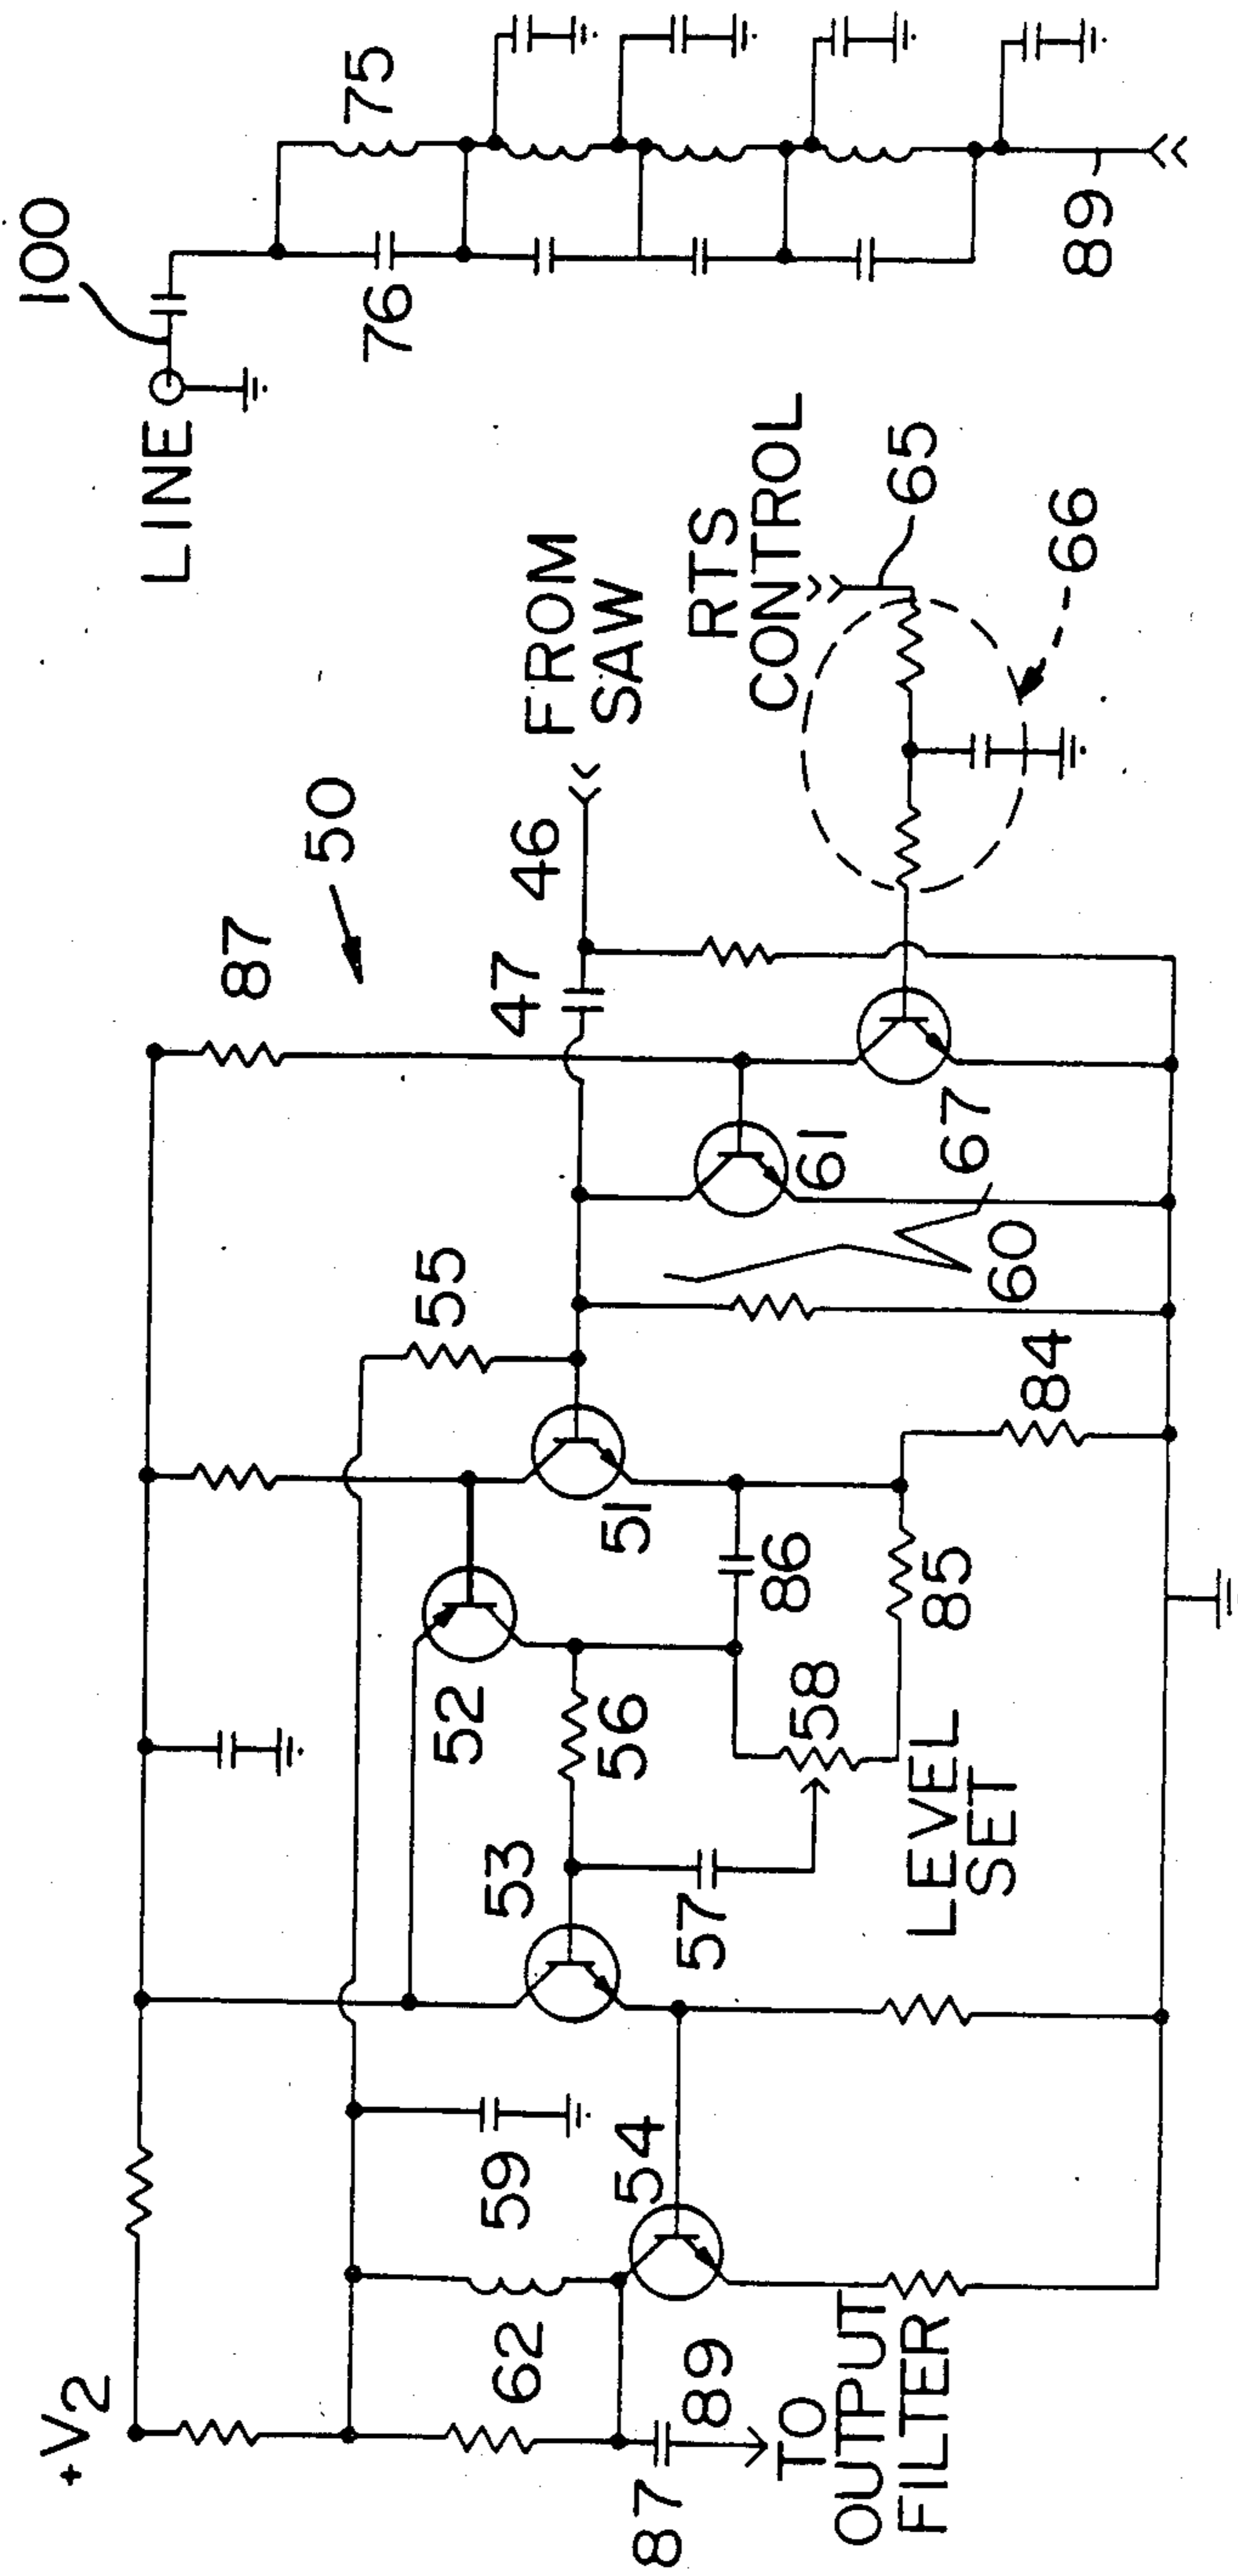 +V2
87
50
47
46
FROM
SAW
55
52
51
53
56
86
61
67
60
58
57
85
84
59
62
54
87
89
TO
OUTPUT
FILTER
LEVEL
SET
RTS
CONTROL
65
66
LINE
100
75
76
89